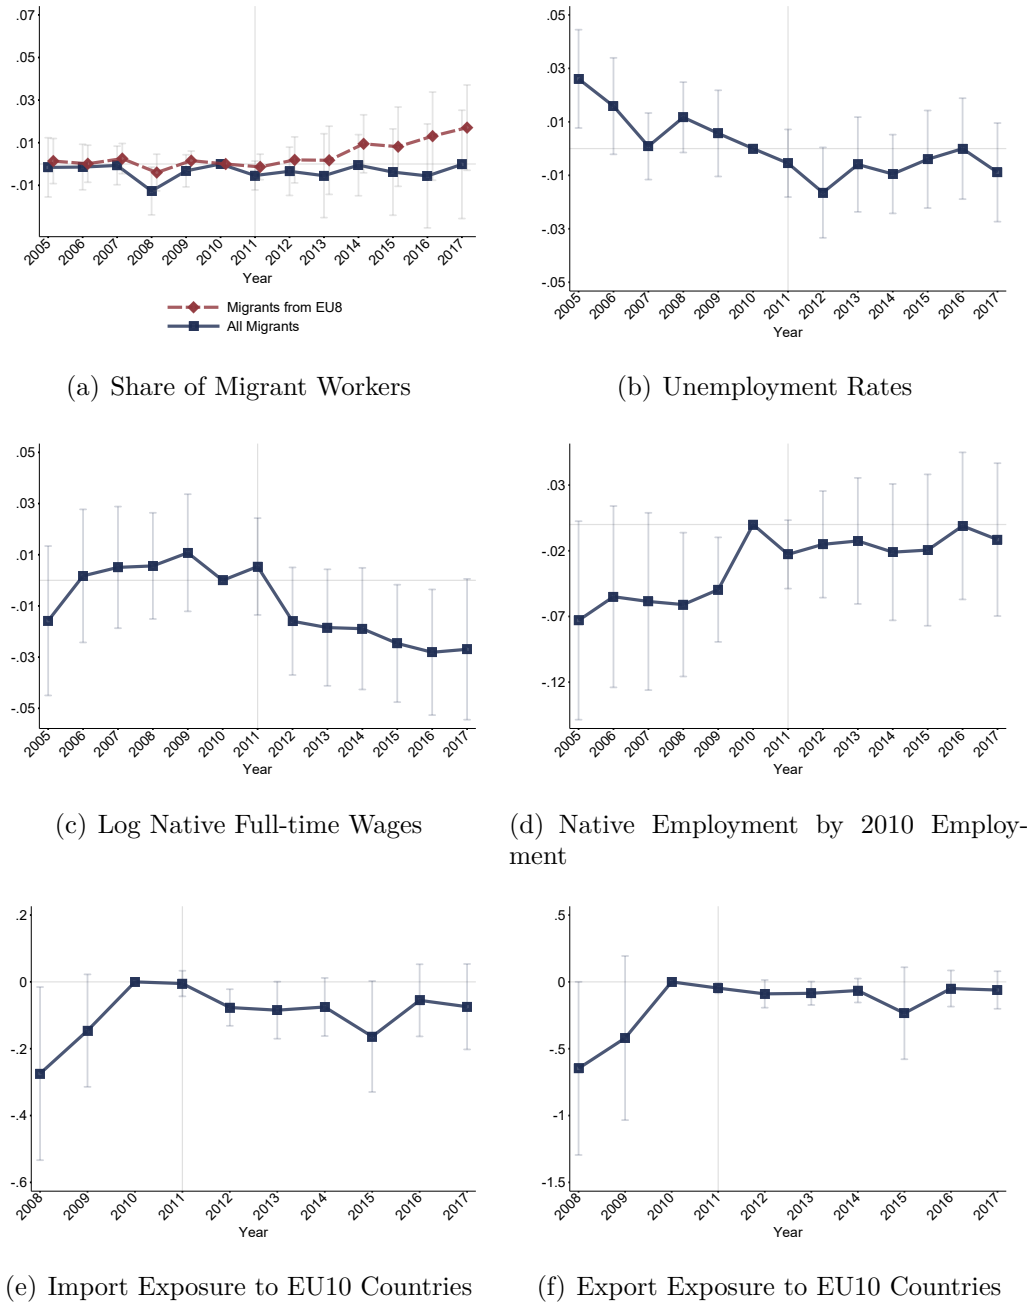 .07
.05
.03
.01
-.01
2005 2006 2007 2008 2009 2010 2011 2012 2013 2014 2015 2016 2017
Year
Migrants from EU8
All Migrants
(a) Share of Migrant Workers
.05
.03
.01
-.01
-.03
-.05
2005 2006 2007 2008 2009 2010 2011 2012 2013 2014 2015 2016 2017
Year
(b) Unemployment Rates
.05
.03
.01
-.01
-.03
-.05
2005 2006 2007 2008 2009 2010 2011 2012 2013 2014 2015 2016 2017
Year
(c) Log Native Full-time Wages
.03
-.02
-.07
-.12
2005 2006 2007 2008 2009 2010 2011 2012 2013 2014 2015 2016 2017
Year
(d) Native Employment by 2010 Employ-
ment
.2
0
-.2
-.4
-.6
2008 2009 2010 2011 2012 2013 2014 2015 2016 2017
Year
(e) Import Exposure to EU10 Countries
.5
0
-.5
-1
-1.5
2008 2009 2010 2011 2012 2013 2014 2015 2016 2017
Year
(f) Export Exposure to EU10 Countries